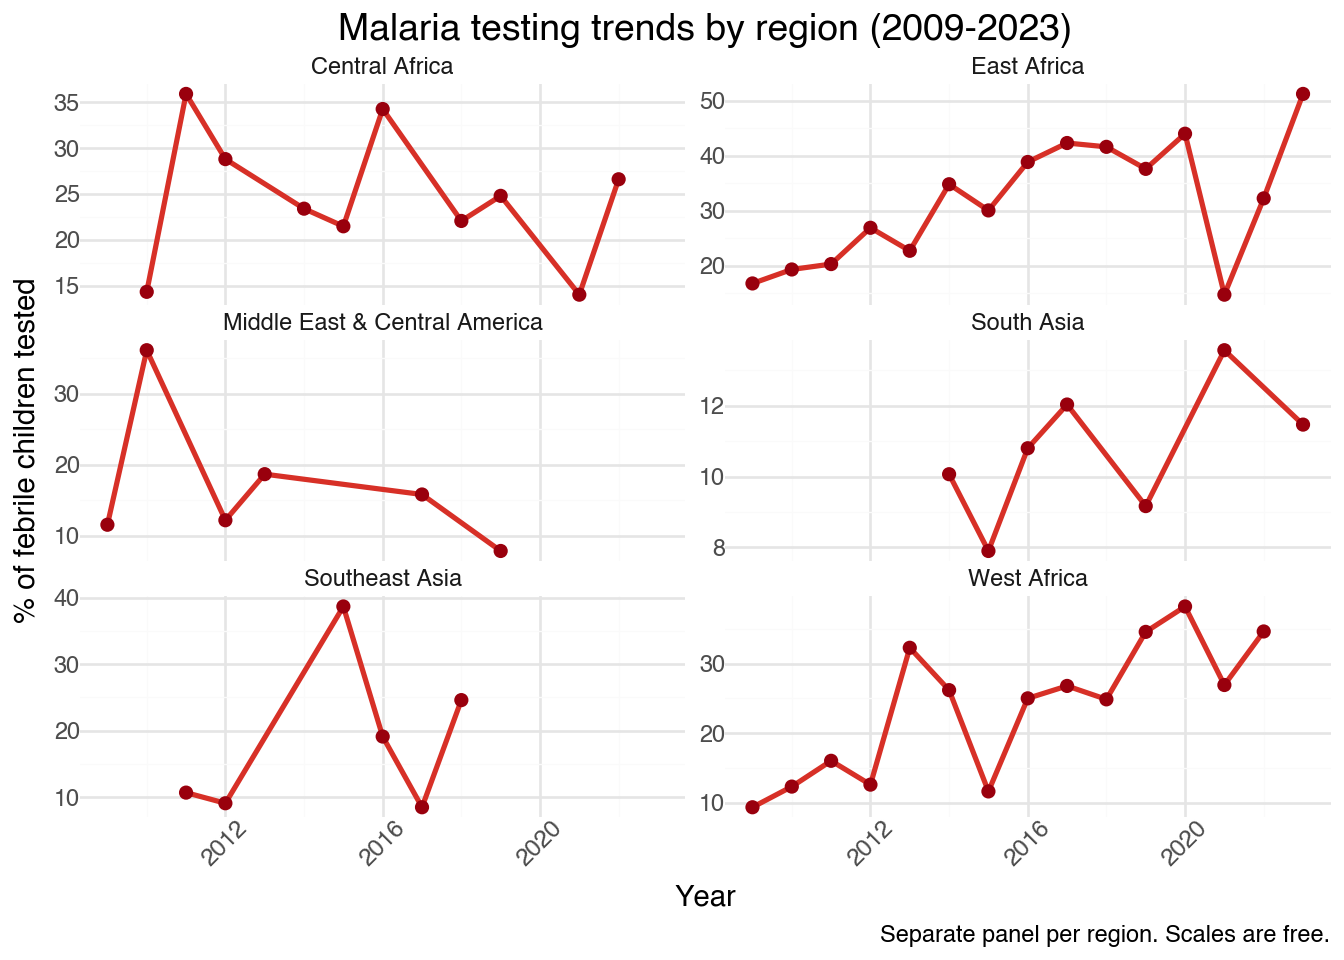 Malaria testing trends by region (2009-2023)
Central Africa
East Africa
35
30
25
20
15
50
40
30
20
Middle East & Central America
South Asia
30
20
10
12
10
8
Southeast Asia
West Africa
40
30
20
10
30
20
10
2012
2016
2020
2012
2016
2020
% of febrile children tested
Year
Separate panel per region. Scales are free.